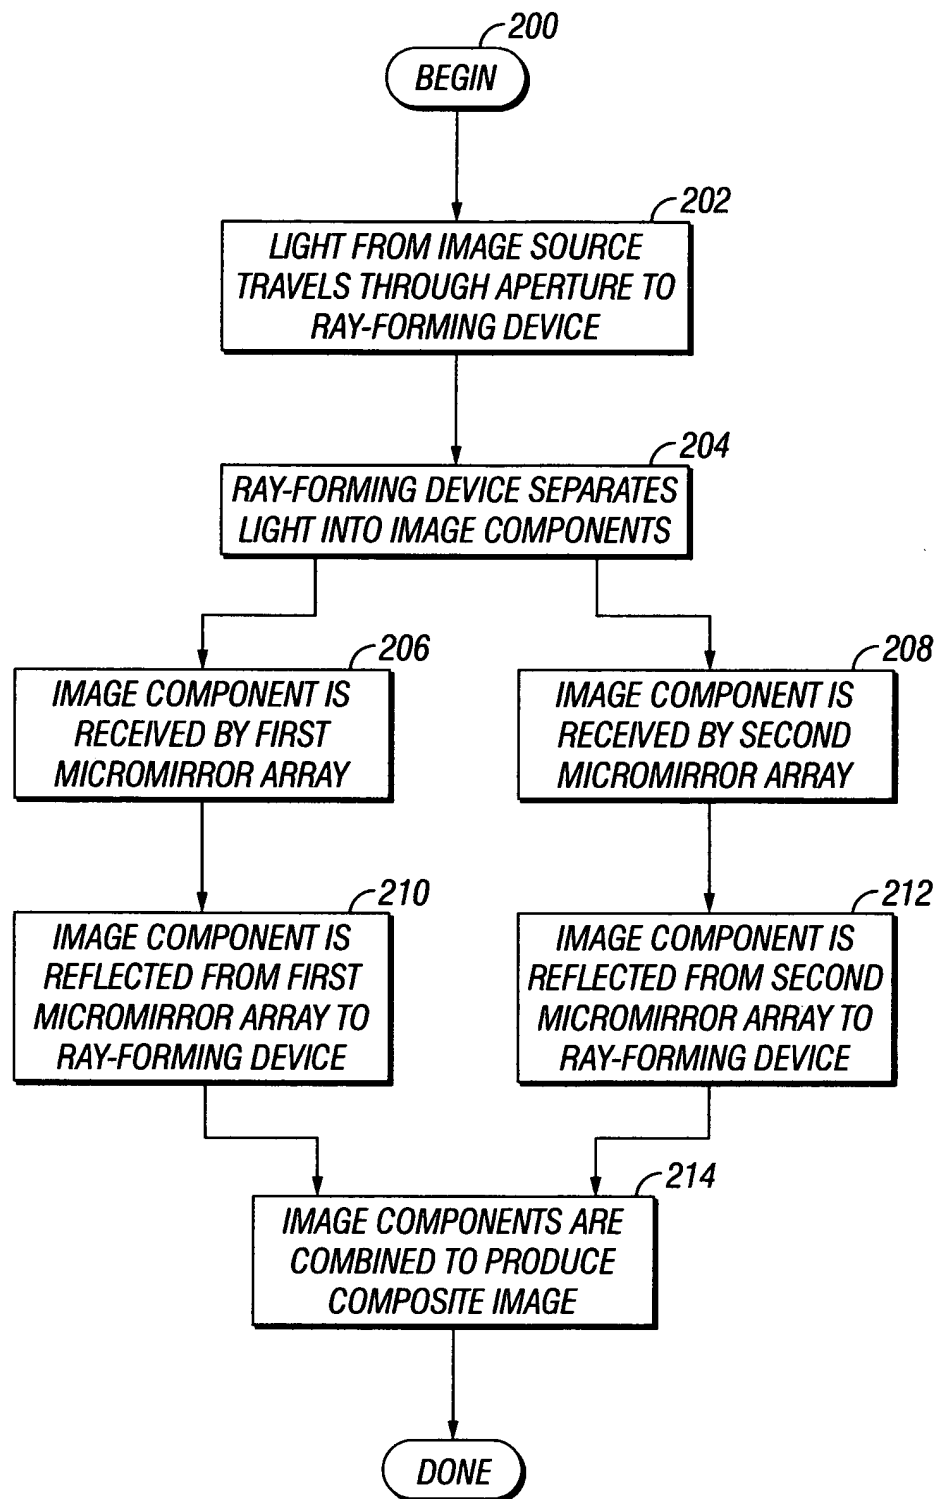 200
BEGIN
202
LIGHT FROM IMAGE SOURCE
TRAVELS THROUGH APERTURE TO
RAY-FORMING DEVICE
204
RAY-FORMING DEVICE SEPARATES
LIGHT INTO IMAGE COMPONENTS
206
IMAGE COMPONENT IS
RECEIVED BY FIRST
MICROMIRROR ARRAY
208
IMAGE COMPONENT IS
RECEIVED BY SECOND
MICROMIRROR ARRAY
210
IMAGE COMPONENT IS
REFLECTED FROM FIRST
MICROMIRROR ARRAY TO
RAY-FORMING DEVICE
212
IMAGE COMPONENT IS
REFLECTED FROM SECOND
MICROMIRROR ARRAY TO
RAY-FORMING DEVICE
214
IMAGE COMPONENTS ARE
COMBINED TO PRODUCE
COMPOSITE IMAGE
DONE